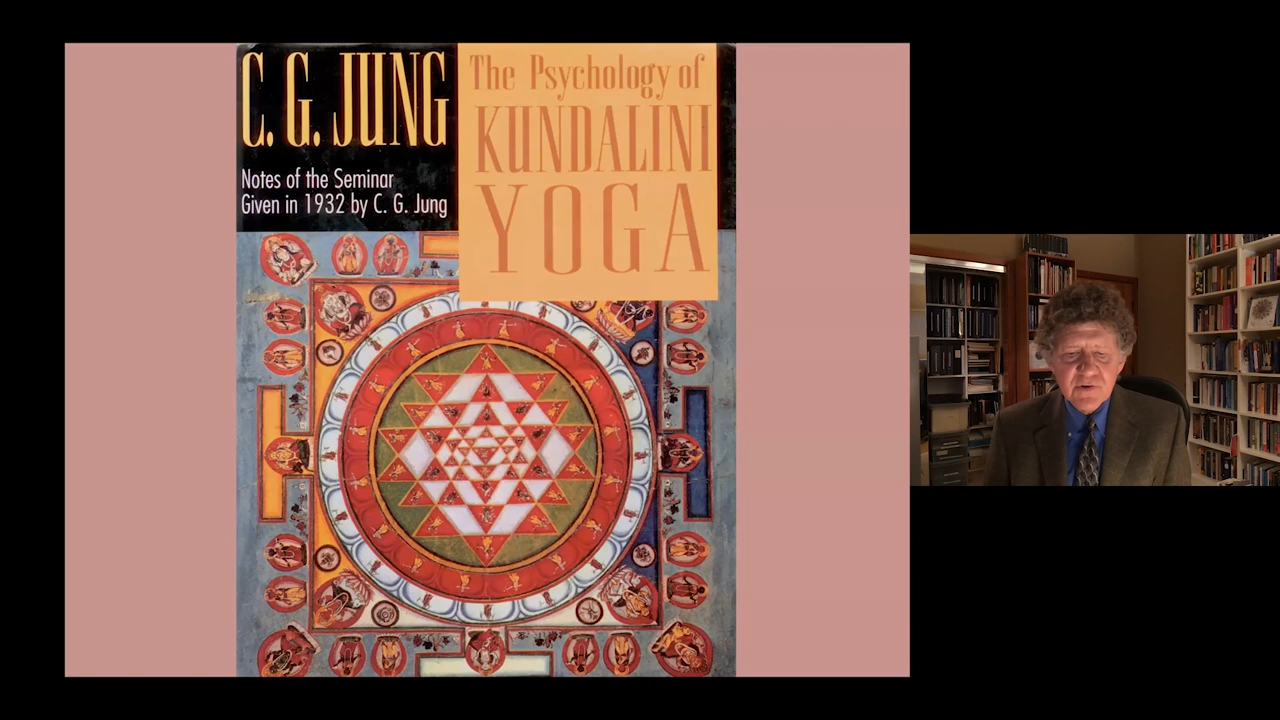 C. G. JUNG
Notes of the Seminar
Given in 1932 by C. G. Jung
The Psychology of
KUNDALINI
YOGA